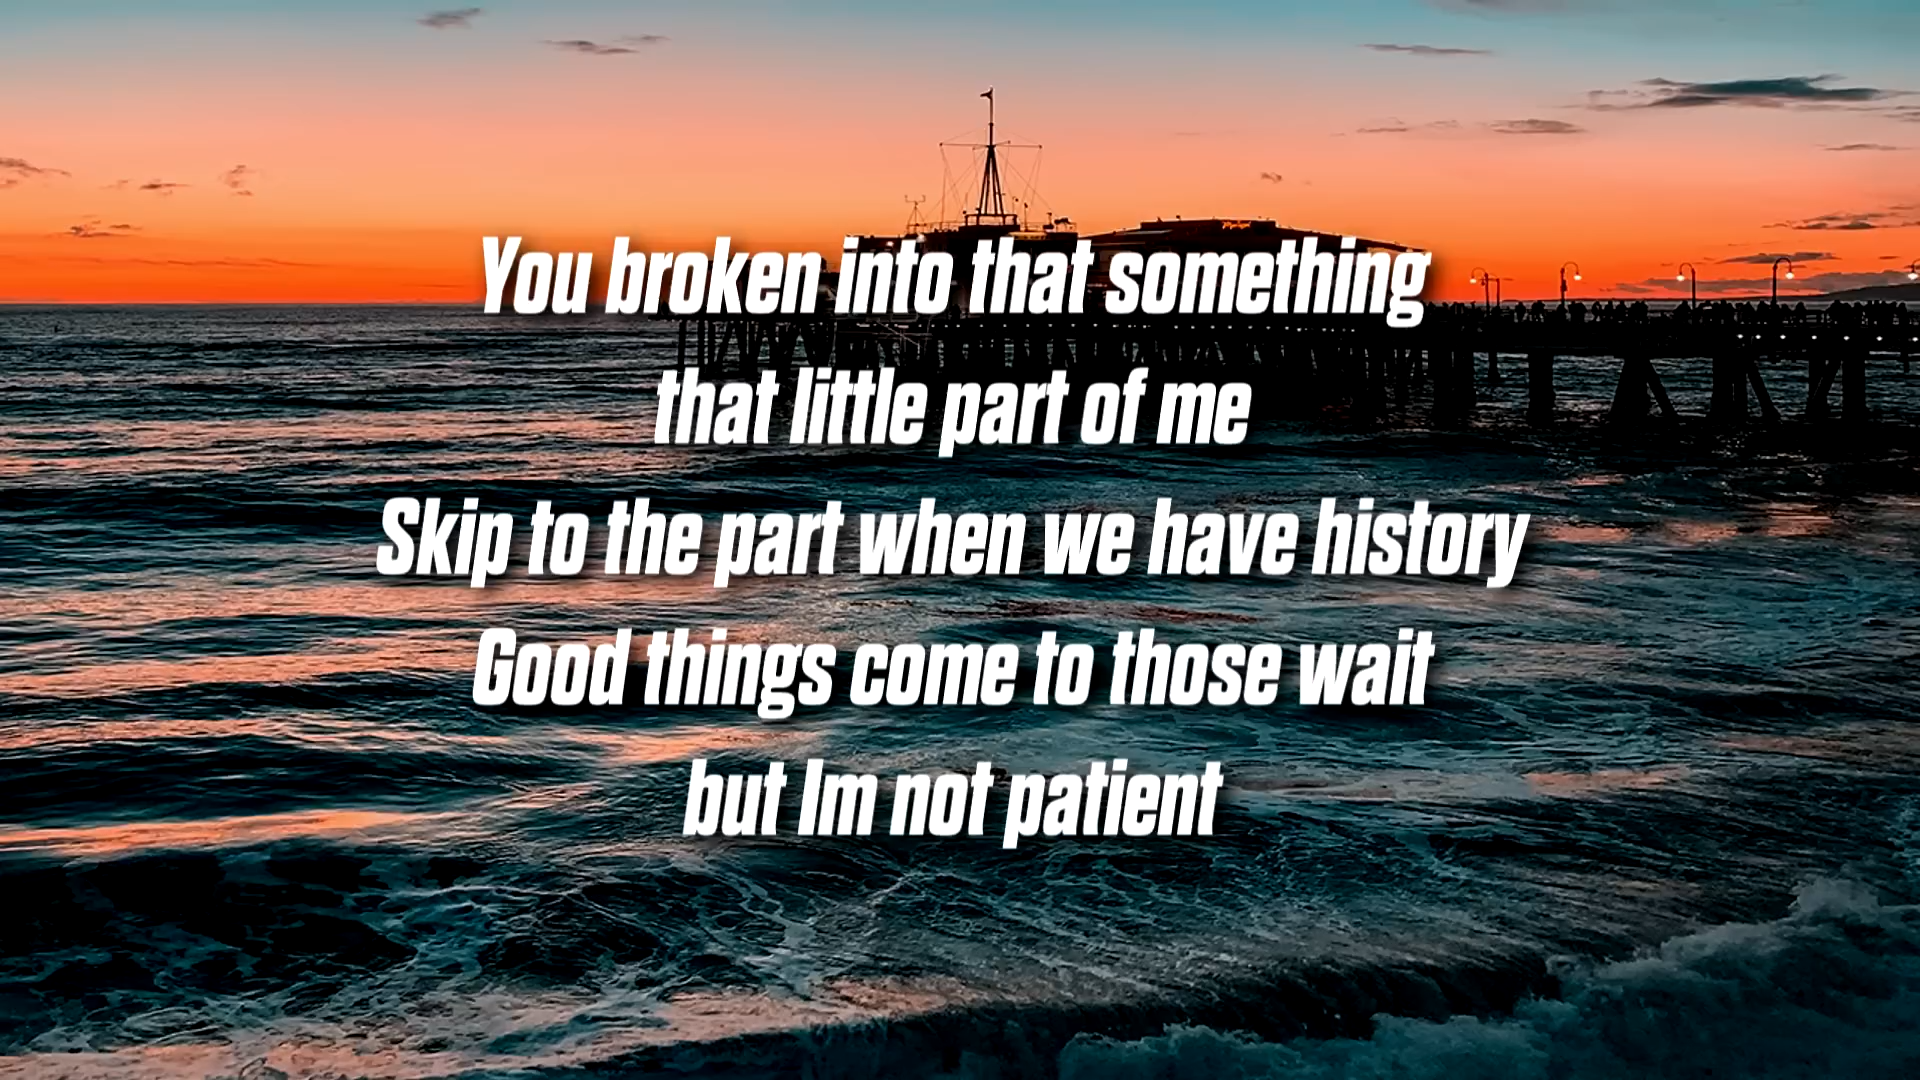 You broken into that something
that little part of me
Skip to the part when we have history
Good things come to those wait
but Im not patient